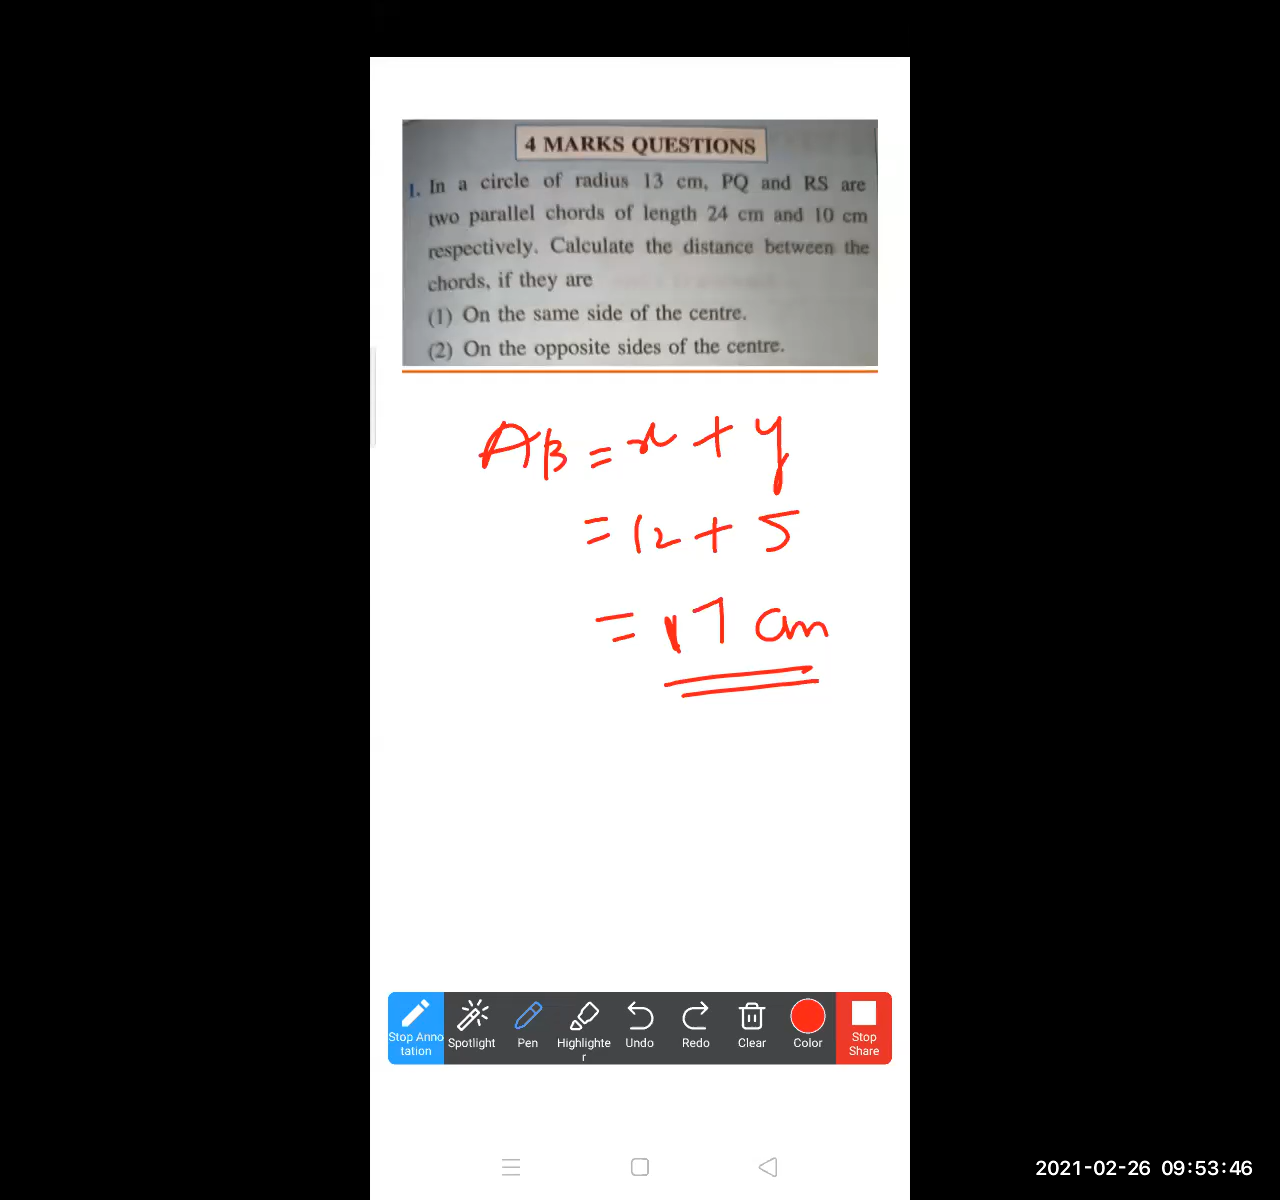 4 MARKS QUESTIONS
1. In a circle of radius 13 cm, PQ and RS are
two parallel chords of length 24 cm and 10 cm
respectively. Calculate the distance between the
chords, if they are
(1) On the same side of the centre.
(2) On the opposite sides of the centre.
AB = x + y
= 12 + 5
= 17 cm
Stop Anno
tation
Spotlight
Pen
Highlighte
r
Undo
Redo
Clear
Color
Stop
Share
2021-02-26 09:53:46